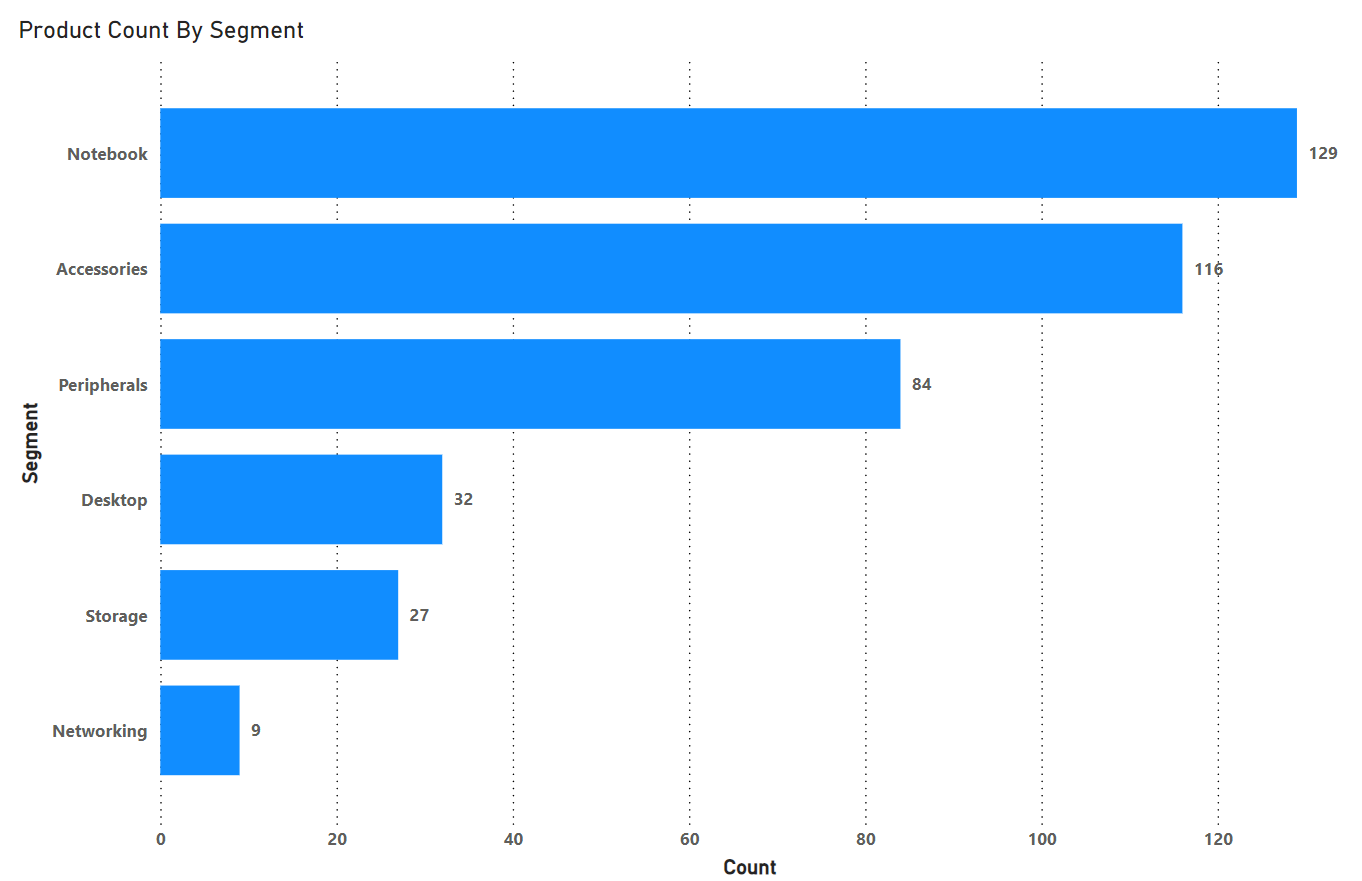 Product Count By Segment
Segment
Notebook 129
Accessories 116
Peripherals 84
Desktop 32
Storage 27
Networking 9
0 20 40 60 80 100 120
Count